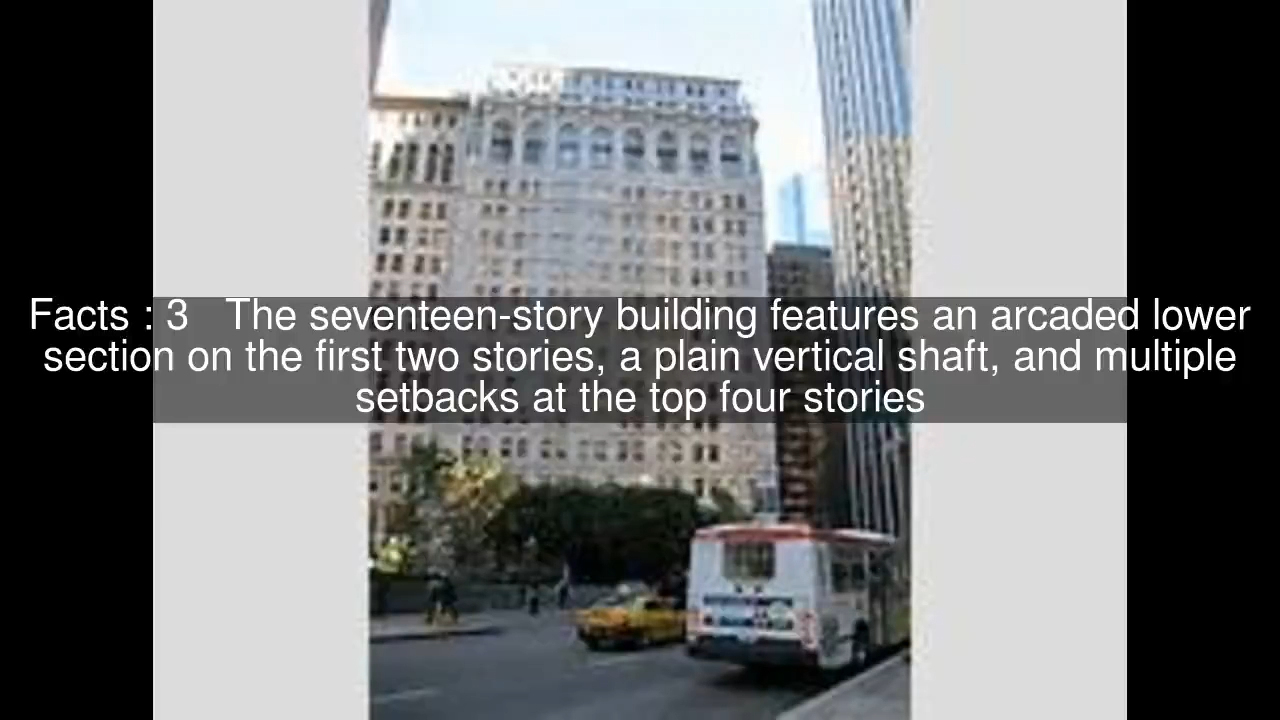 Facts : 3   The seventeen-story building features an arcaded lower
section on the first two stories, a plain vertical shaft, and multiple
setbacks at the top four stories